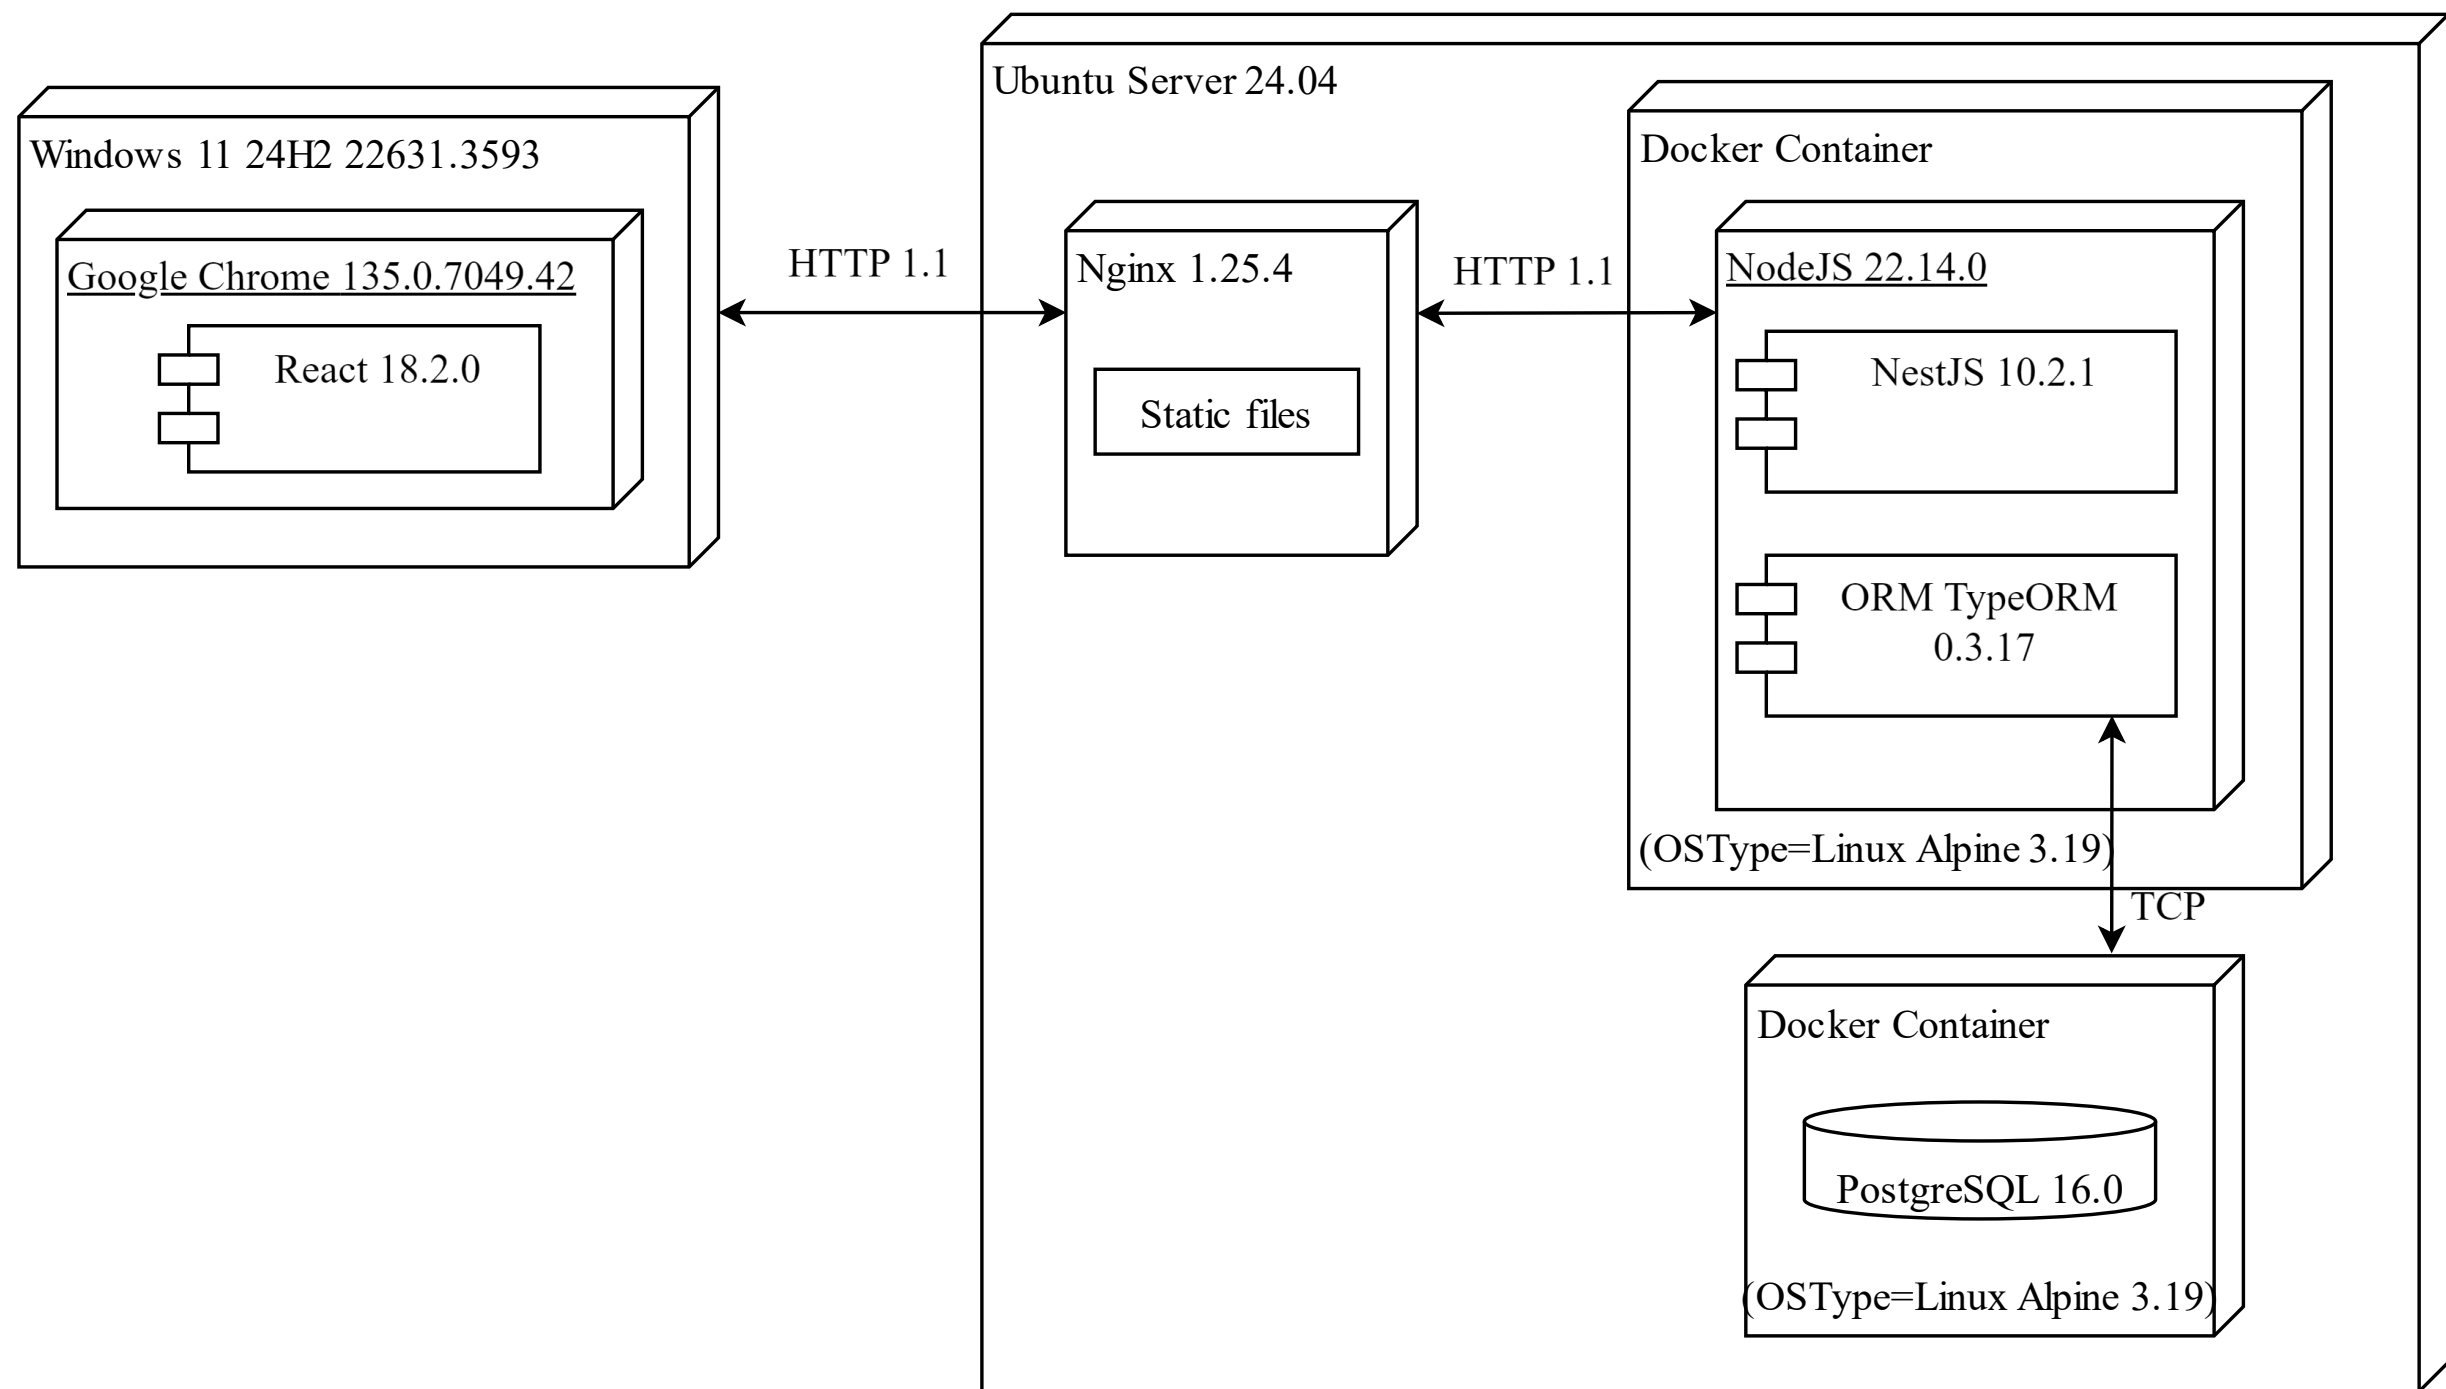 Ubuntu Server 24.04
Windows 11 24H2 22631.3593
Google Chrome 135.0.7049.42
React 18.2.0
HTTP 1.1
Nginx 1.25.4
Static files
HTTP 1.1
Docker Container
NodeJS 22.14.0
NestJS 10.2.1
ORM TypeORM
0.3.17
(OSType=Linux Alpine 3.19)
TCP
Docker Container
PostgreSQL 16.0
(OSType=Linux Alpine 3.19)